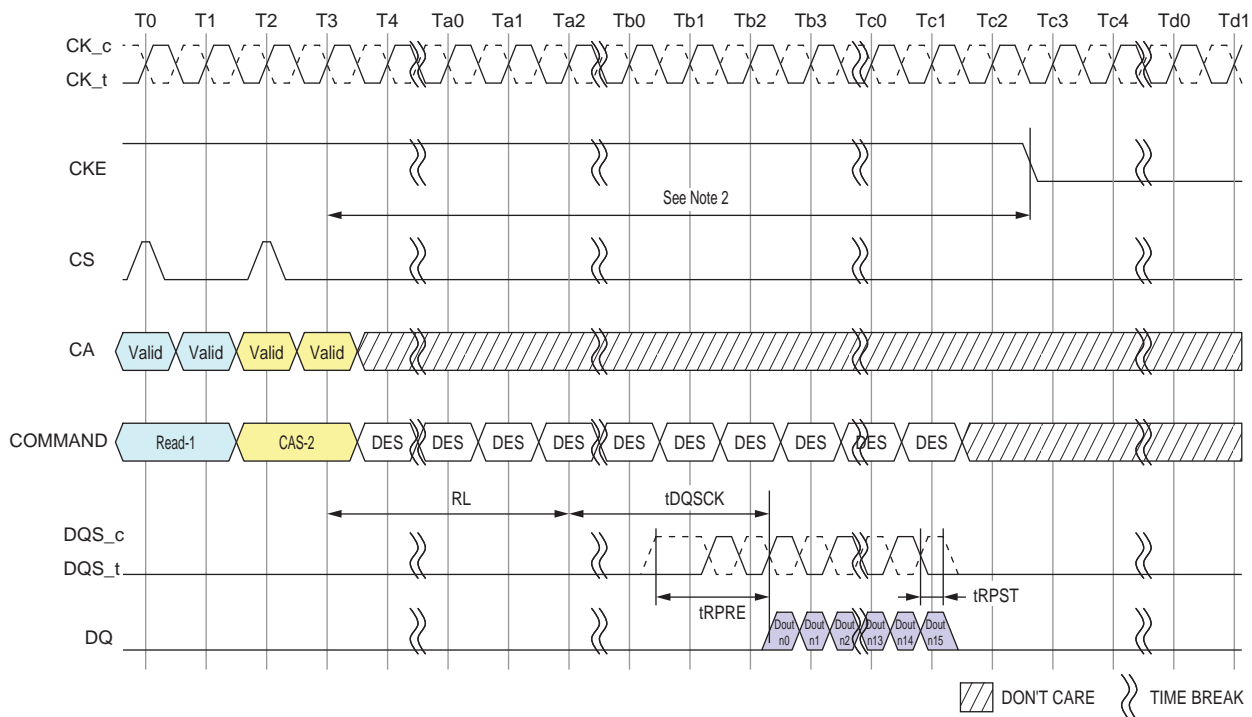 T0 T1 T2 T3 T4 Ta0 Ta1 Ta2 Tb0 Tb1 Tb2 Tb3 Tc0 Tc1 Tc2 Tc3 Tc4 Td0 Td1
CK_c
CK_t
CKE
See Note 2
CS
CA Valid Valid Valid Valid
COMMAND Read-1 CAS-2 DES DES DES DES DES DES DES DES DES DES
RL tDQSCK
DQS_c
DQS_t
tRPRE tRPST
DQ Dout n0 Dout n1 Dout n2 Dout n13 Dout n14 Dout n15
DON'T CARE TIME BREAK